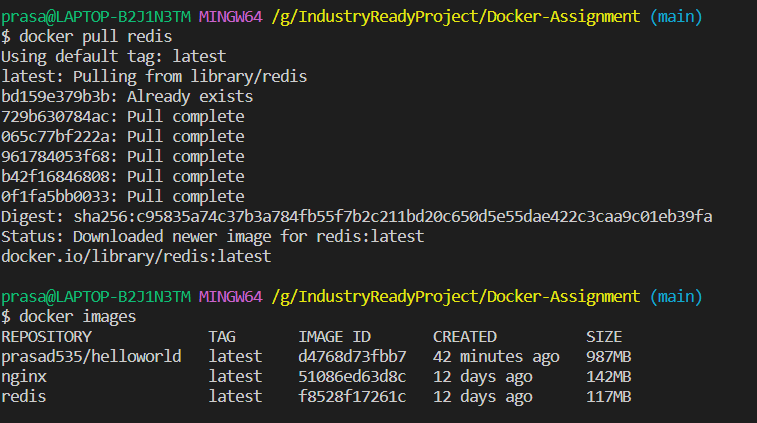 prasa@LAPTOP-B2J1N3TM MINGW64 /g/IndustryReadyProject/Docker-Assignment (main)
$ docker pull redis
Using default tag: latest
latest: Pulling from library/redis
bd159e379b3b: Already exists
729b630784ac: Pull complete
065c77bf222a: Pull complete
961784053f68: Pull complete
b42f16846808: Pull complete
0f1fa5bb0033: Pull complete
Digest: sha256:c95835a74c37b3a784fb55f7b2c211bd20c650d5e55dae422c3caa9c01eb39fa
Status: Downloaded newer image for redis:latest
docker.io/library/redis:latest
prasa@LAPTOP-B2J1N3TM MINGW64 /g/IndustryReadyProject/Docker-Assignment (main)
$ docker images
REPOSITORY TAG IMAGE ID CREATED SIZE
prasad535/helloworld latest d4768d73fbb7 42 minutes ago 987MB
nginx latest 51086ed63d8c 12 days ago 142MB
redis latest f8528f17261c 12 days ago 117MB